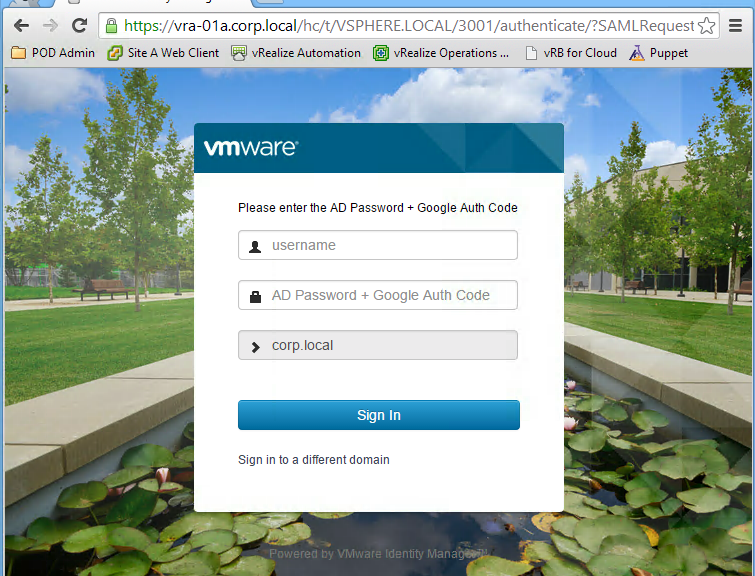 https://vra-01a.corp.local/hc/t/VSPHERE.LOCAL/3001/authenticate/?SAMLRequest
POD Admin Site A Web Client vRealize Automation vRealize Operations ... vRB for Cloud Puppet
vmware®
Please enter the AD Password + Google Auth Code
username
AD Password + Google Auth Code
corp.local
Sign In
Sign in to a different domain
Powered by VMware Identity Manager™